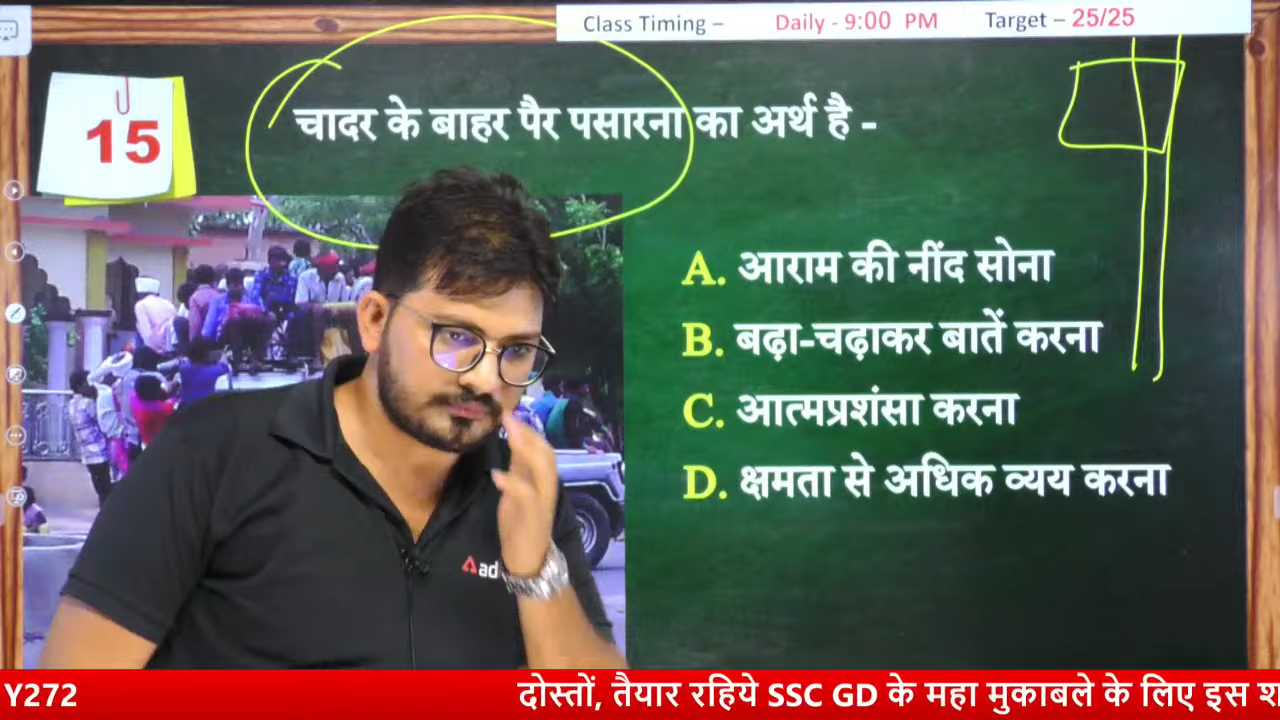 Class Timing – Daily - 9:00 PM Target – 25/25
15
चादर के बाहर पैर पसारना का अर्थ है -
A. आराम की नींद सोना
B. बढ़ा-चढ़ाकर बातें करना
C. आत्मप्रशंसा करना
D. क्षमता से अधिक व्यय करना
ad
Y272 दोस्तों, तैयार रहिये SSC GD के महा मुकाबले के लिए इस